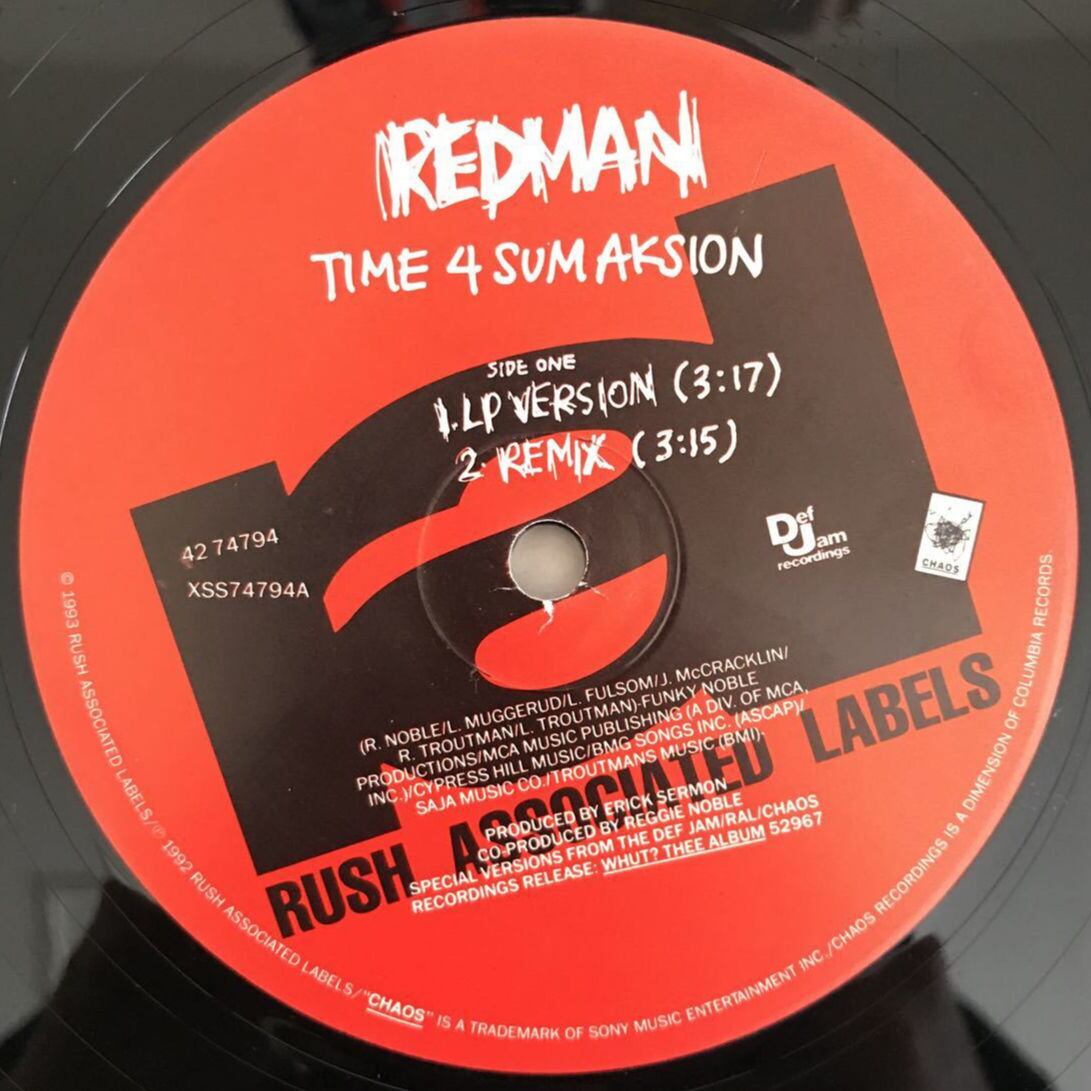 REDMAN
TIME 4 SUM AKSION
SIDE ONE
1. LP VERSION (3:17)
2. REMIX (3:15)
42 74794
XSS74794A
Def
Jam
recordings
CHAOS
(R. NOBLE/L. MUGGERUD/L. FULSOM/J. McCRACKLIN/
R. TROUTMAN/L. TROUTMAN)-FUNKY NOBLE
PRODUCTIONS/MCA MUSIC PUBLISHING (A DIV. OF MCA,
INC.)/CYPRESS HILL MUSIC/BMG SONGS INC. (ASCAP)/
SAJA MUSIC CO./TROUTMANS MUSIC (BMI)-
PRODUCED BY ERICK SERMON
CO-PRODUCED BY REGGIE NOBLE
SPECIAL VERSIONS FROM THE DEF JAM/RAL/CHAOS
RECORDINGS RELEASE: WHUT? THEE ALBUM 52967
RUSH ASSOCIATED LABELS
© 1993 RUSH ASSOCIATED LABELS/℗ 1992 RUSH ASSOCIATED LABELS/"CHAOS" IS A TRADEMARK OF SONY MUSIC ENTERTAINMENT INC./CHAOS RECORDINGS IS A DIMENSION OF COLUMBIA RECORDS.